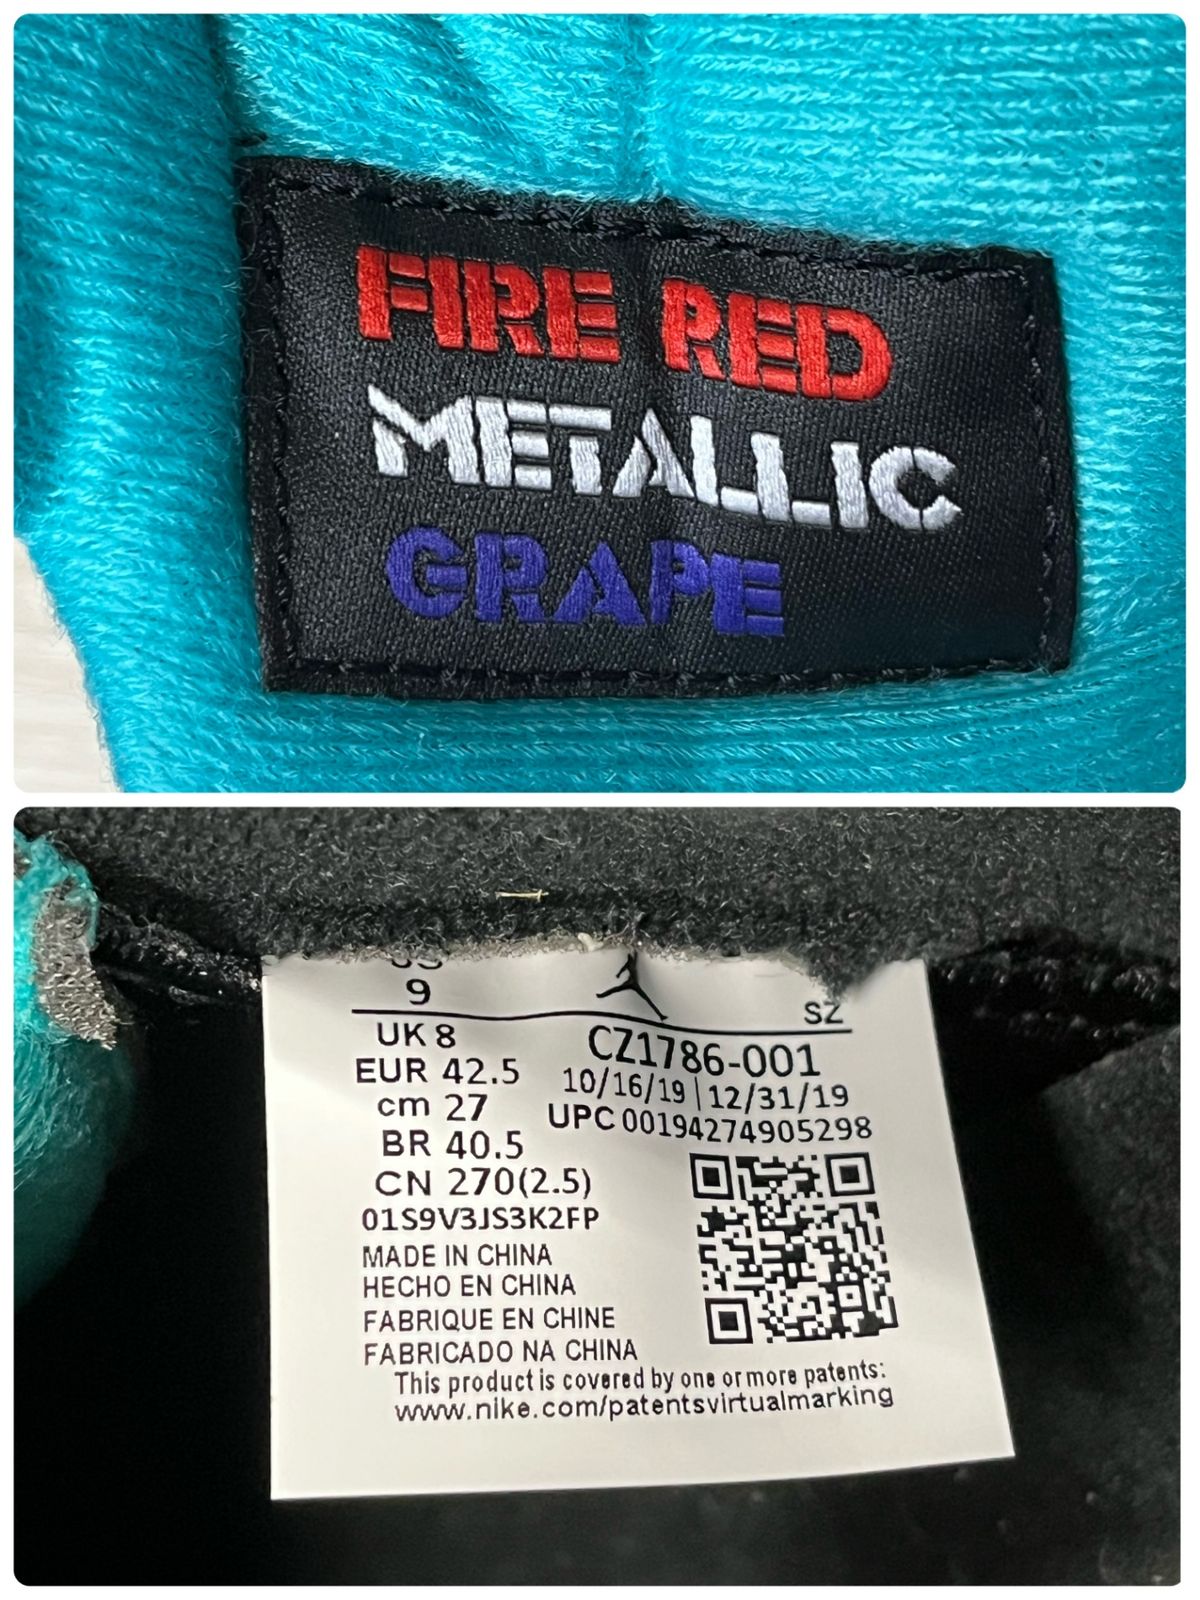 FIRE RED
METALLIC
GRAPE
9
SZ
UK 8
EUR 42.5
cm 27
BR 40.5
CN 270(2.5)
01S9V3JS3K2FP
CZ1786-001
10/16/19 | 12/31/19
UPC 00194274905298
MADE IN CHINA
HECHO EN CHINA
FABRIQUE EN CHINE
FABRICADO NA CHINA
This product is covered by one or more patents:
www.nike.com/patentsvirtualmarking